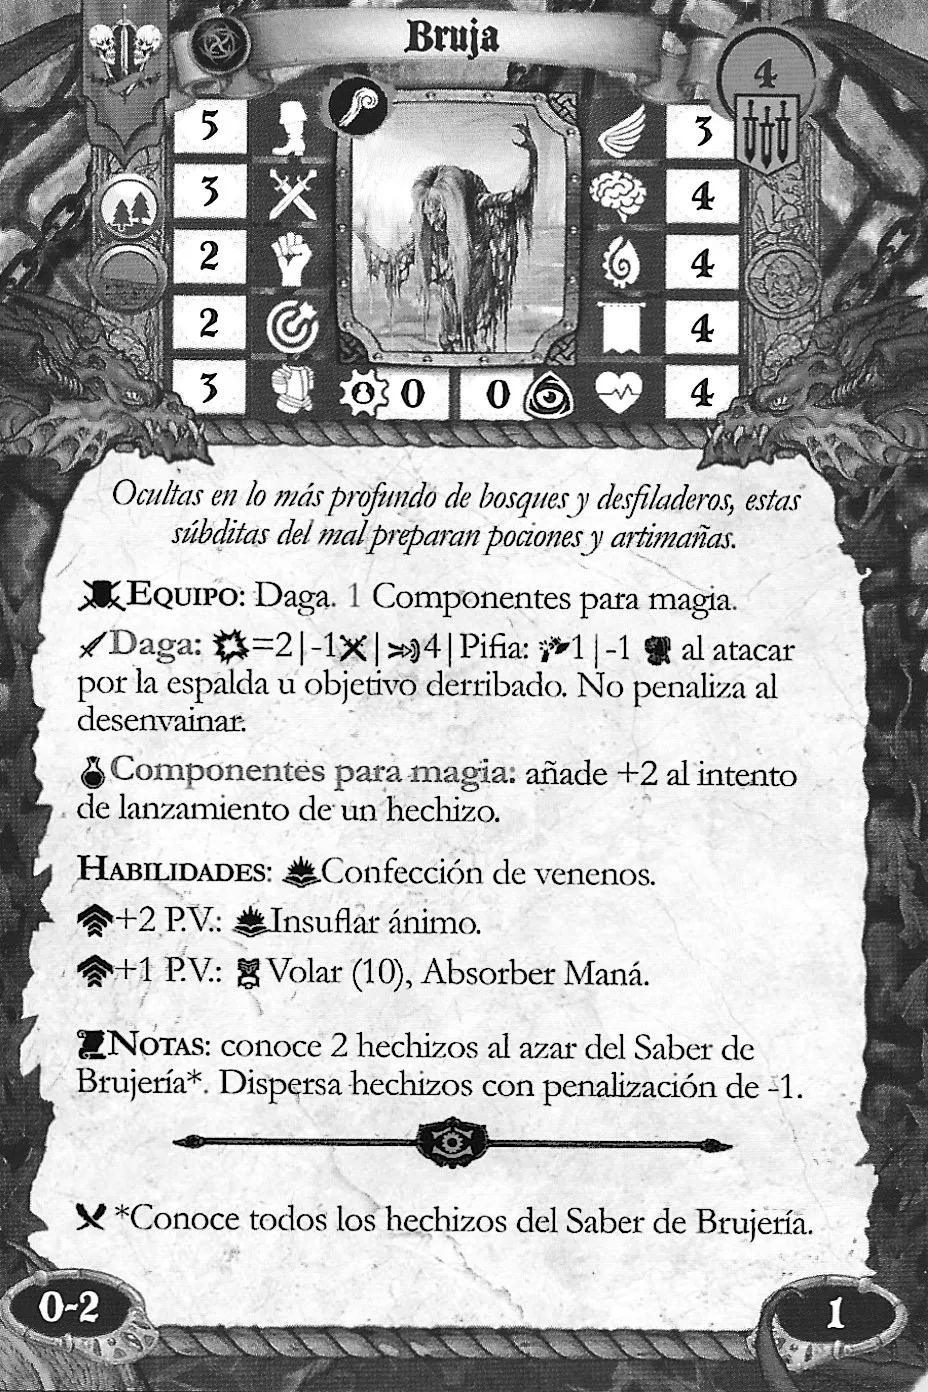 Bruja
4
5
3
2
2
3
3
4
4
4
4
0
0
Ocultas en lo más profundo de bosques y desfiladeros, estas
súbditas del mal preparan pociones y artimañas.
EQUIPO: Daga. 1 Componentes para magia.
Daga: =2 | -1 | 4 | Pifia: 1 | -1 al atacar
por la espalda u objetivo derribado. No penaliza al
desenvainar.
Componentes para magia: añade +2 al intento
de lanzamiento de un hechizo.
HABILIDADES: Confección de venenos.
+2 P.V.: Insuflar ánimo.
+1 P.V.: Volar (10), Absorber Maná.
NOTAS: conoce 2 hechizos al azar del Saber de
Brujería*. Dispersa hechizos con penalización de -1.
*Conoce todos los hechizos del Saber de Brujería.
0-2
1